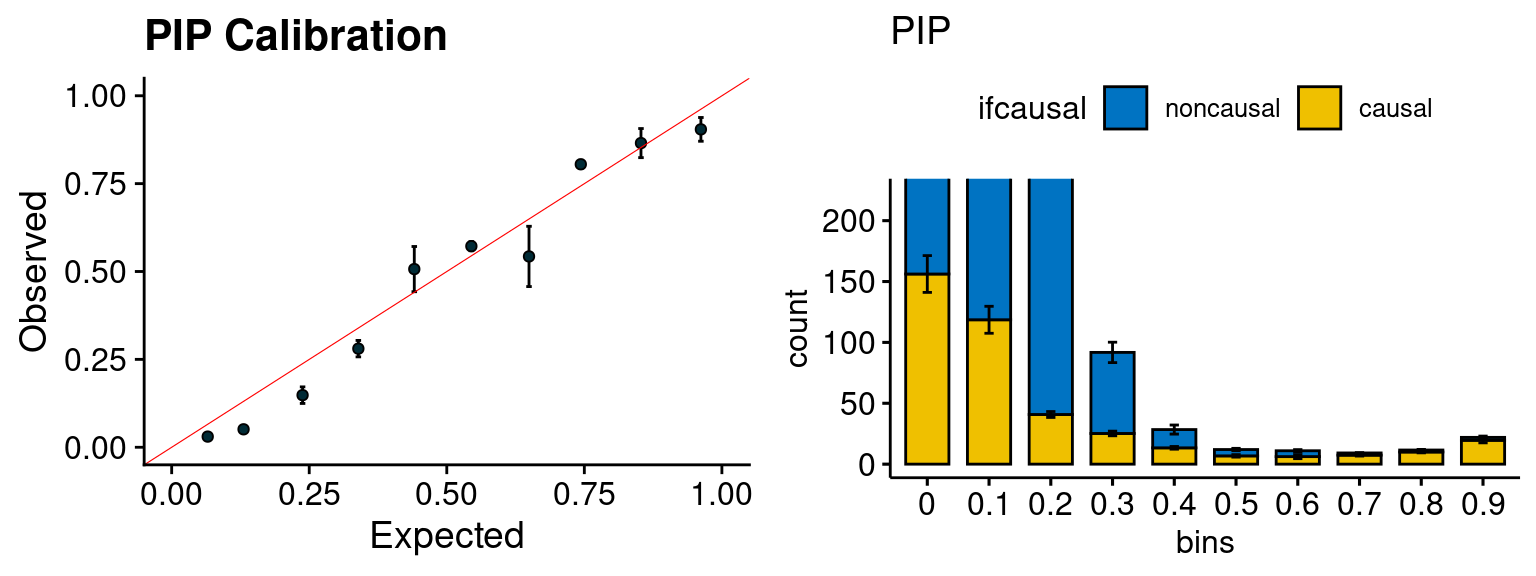 PIP Calibration
Observed
1.00
0.75
0.50
0.25
0.00
0.00 0.25 0.50 0.75 1.00
Expected
PIP
ifcausal noncausal causal
count
200
150
100
50
0
0 0.1 0.2 0.3 0.4 0.5 0.6 0.7 0.8 0.9
bins